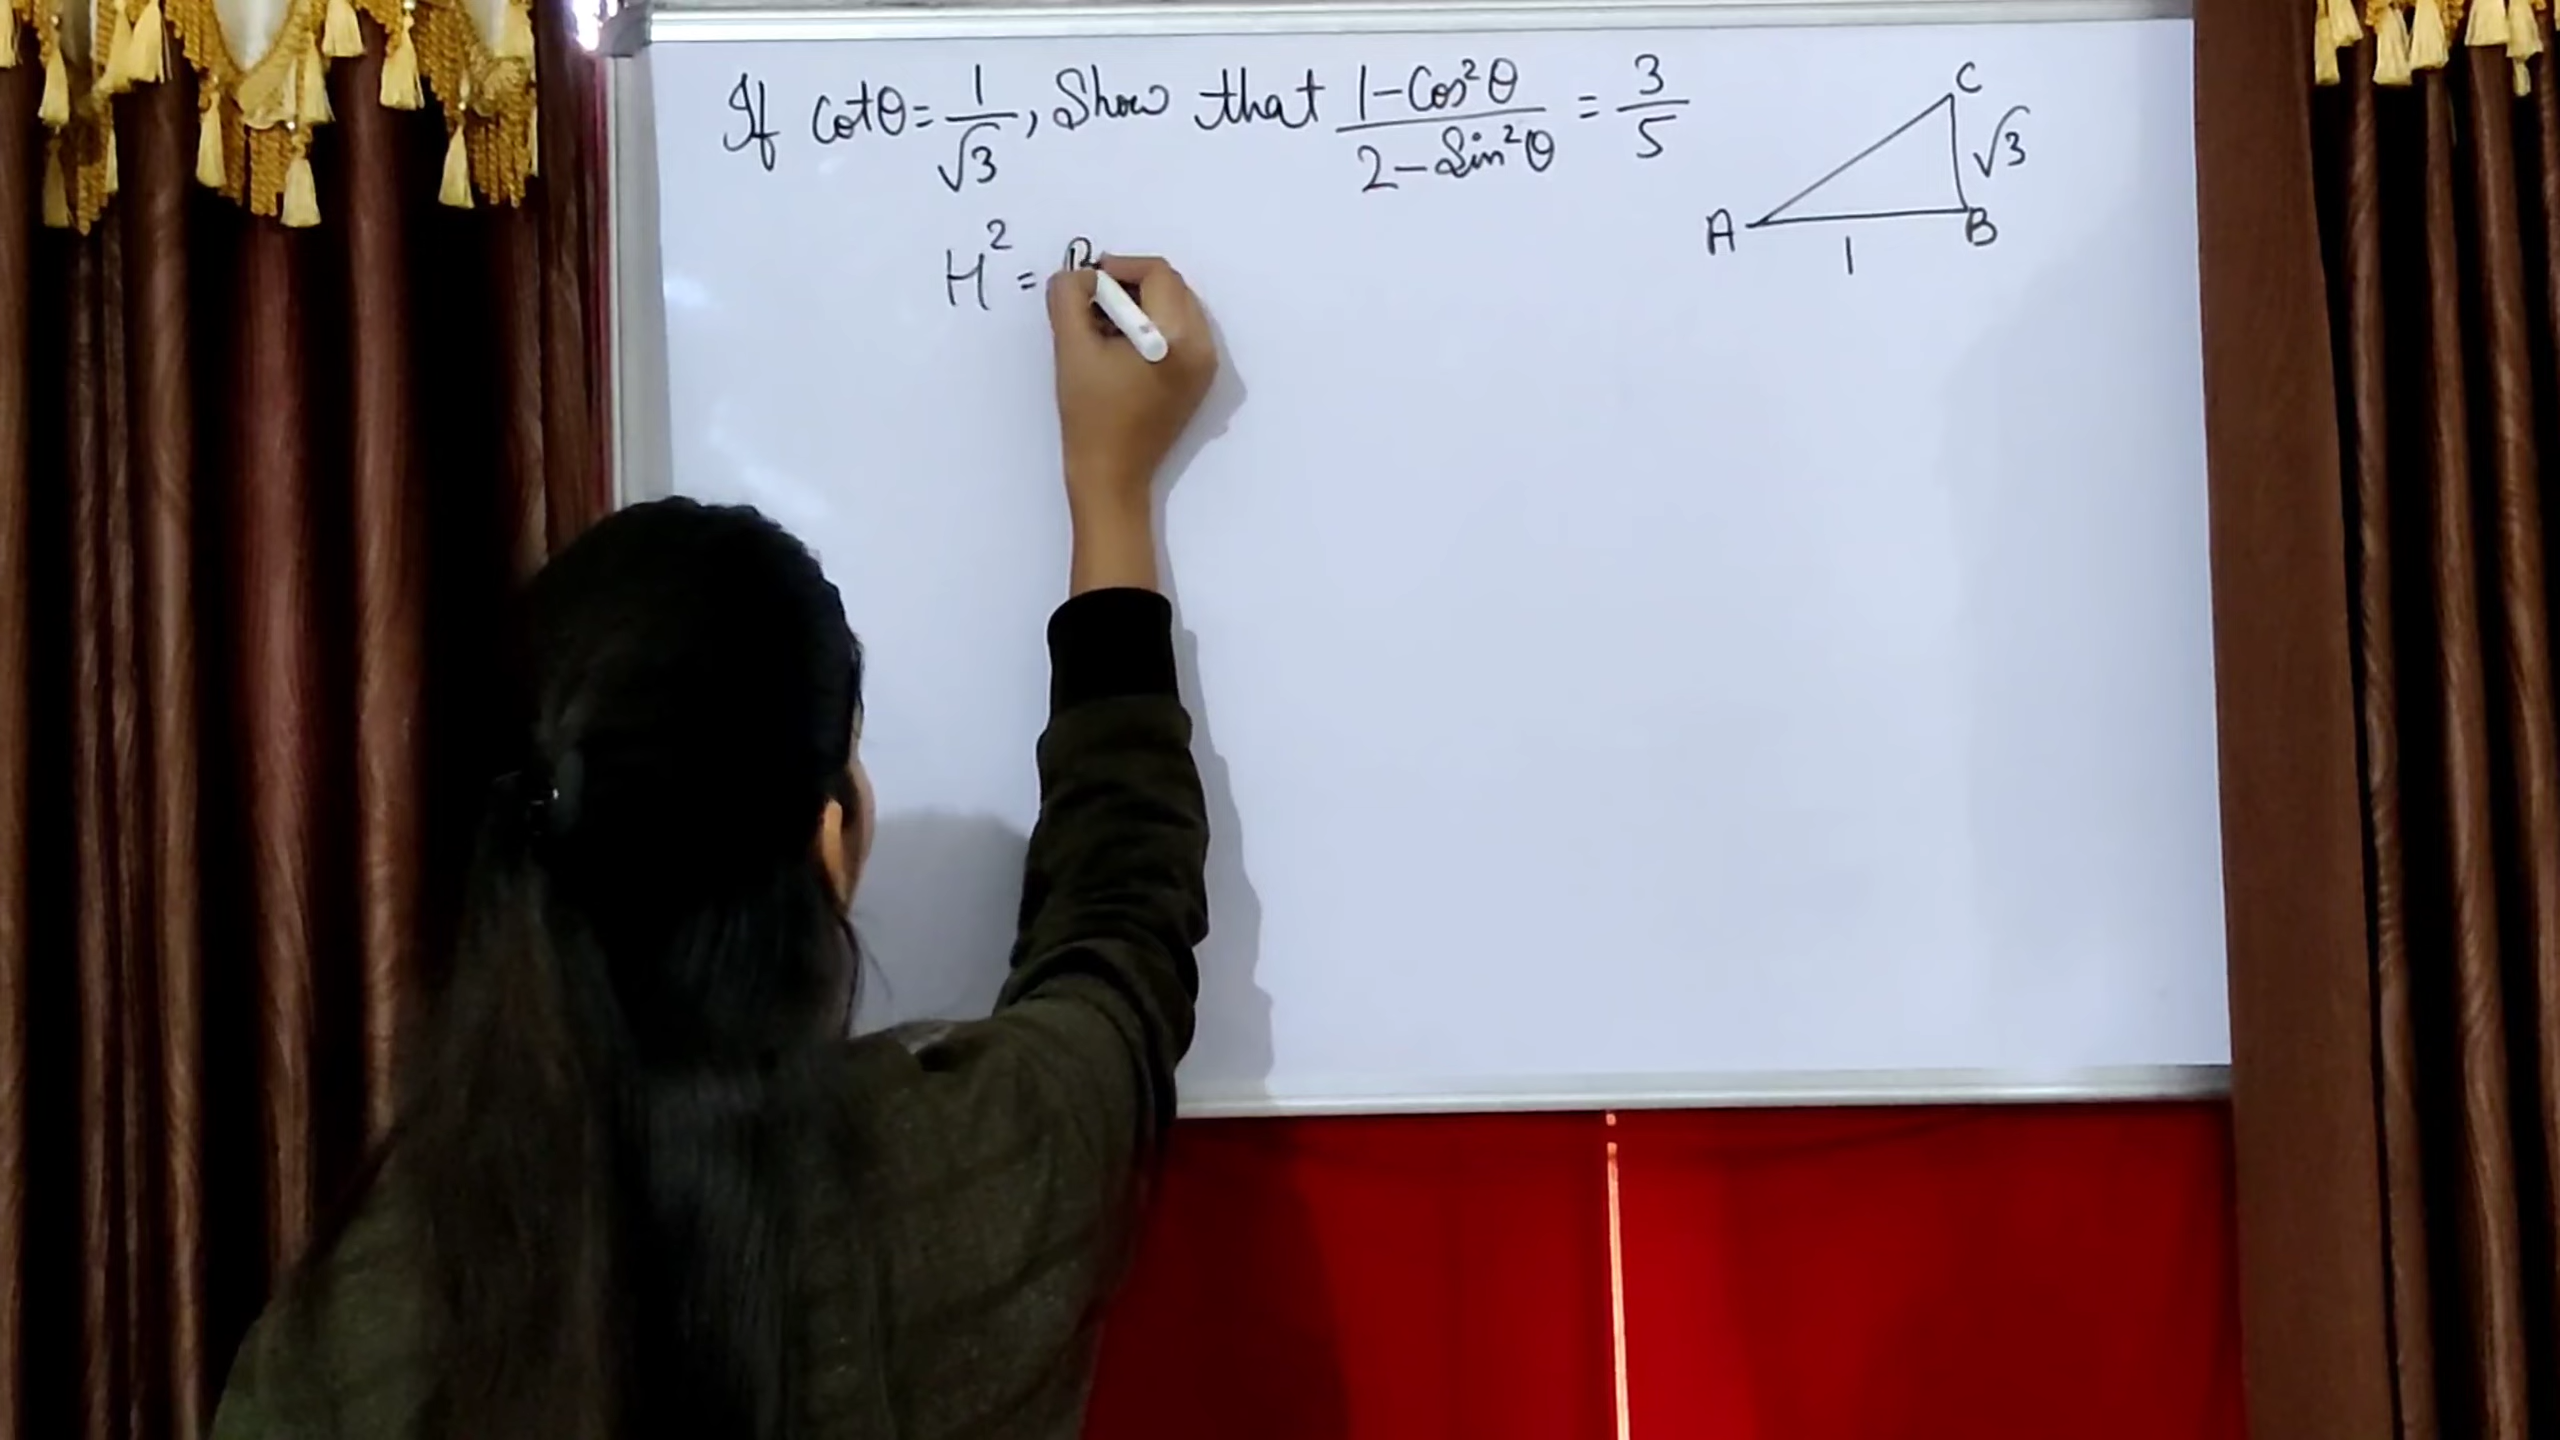 If cotθ = 1/√3, Show that (1-Cos²θ)/(2-Sin²θ) = 3/5
C
√3
A
B
1
H² =